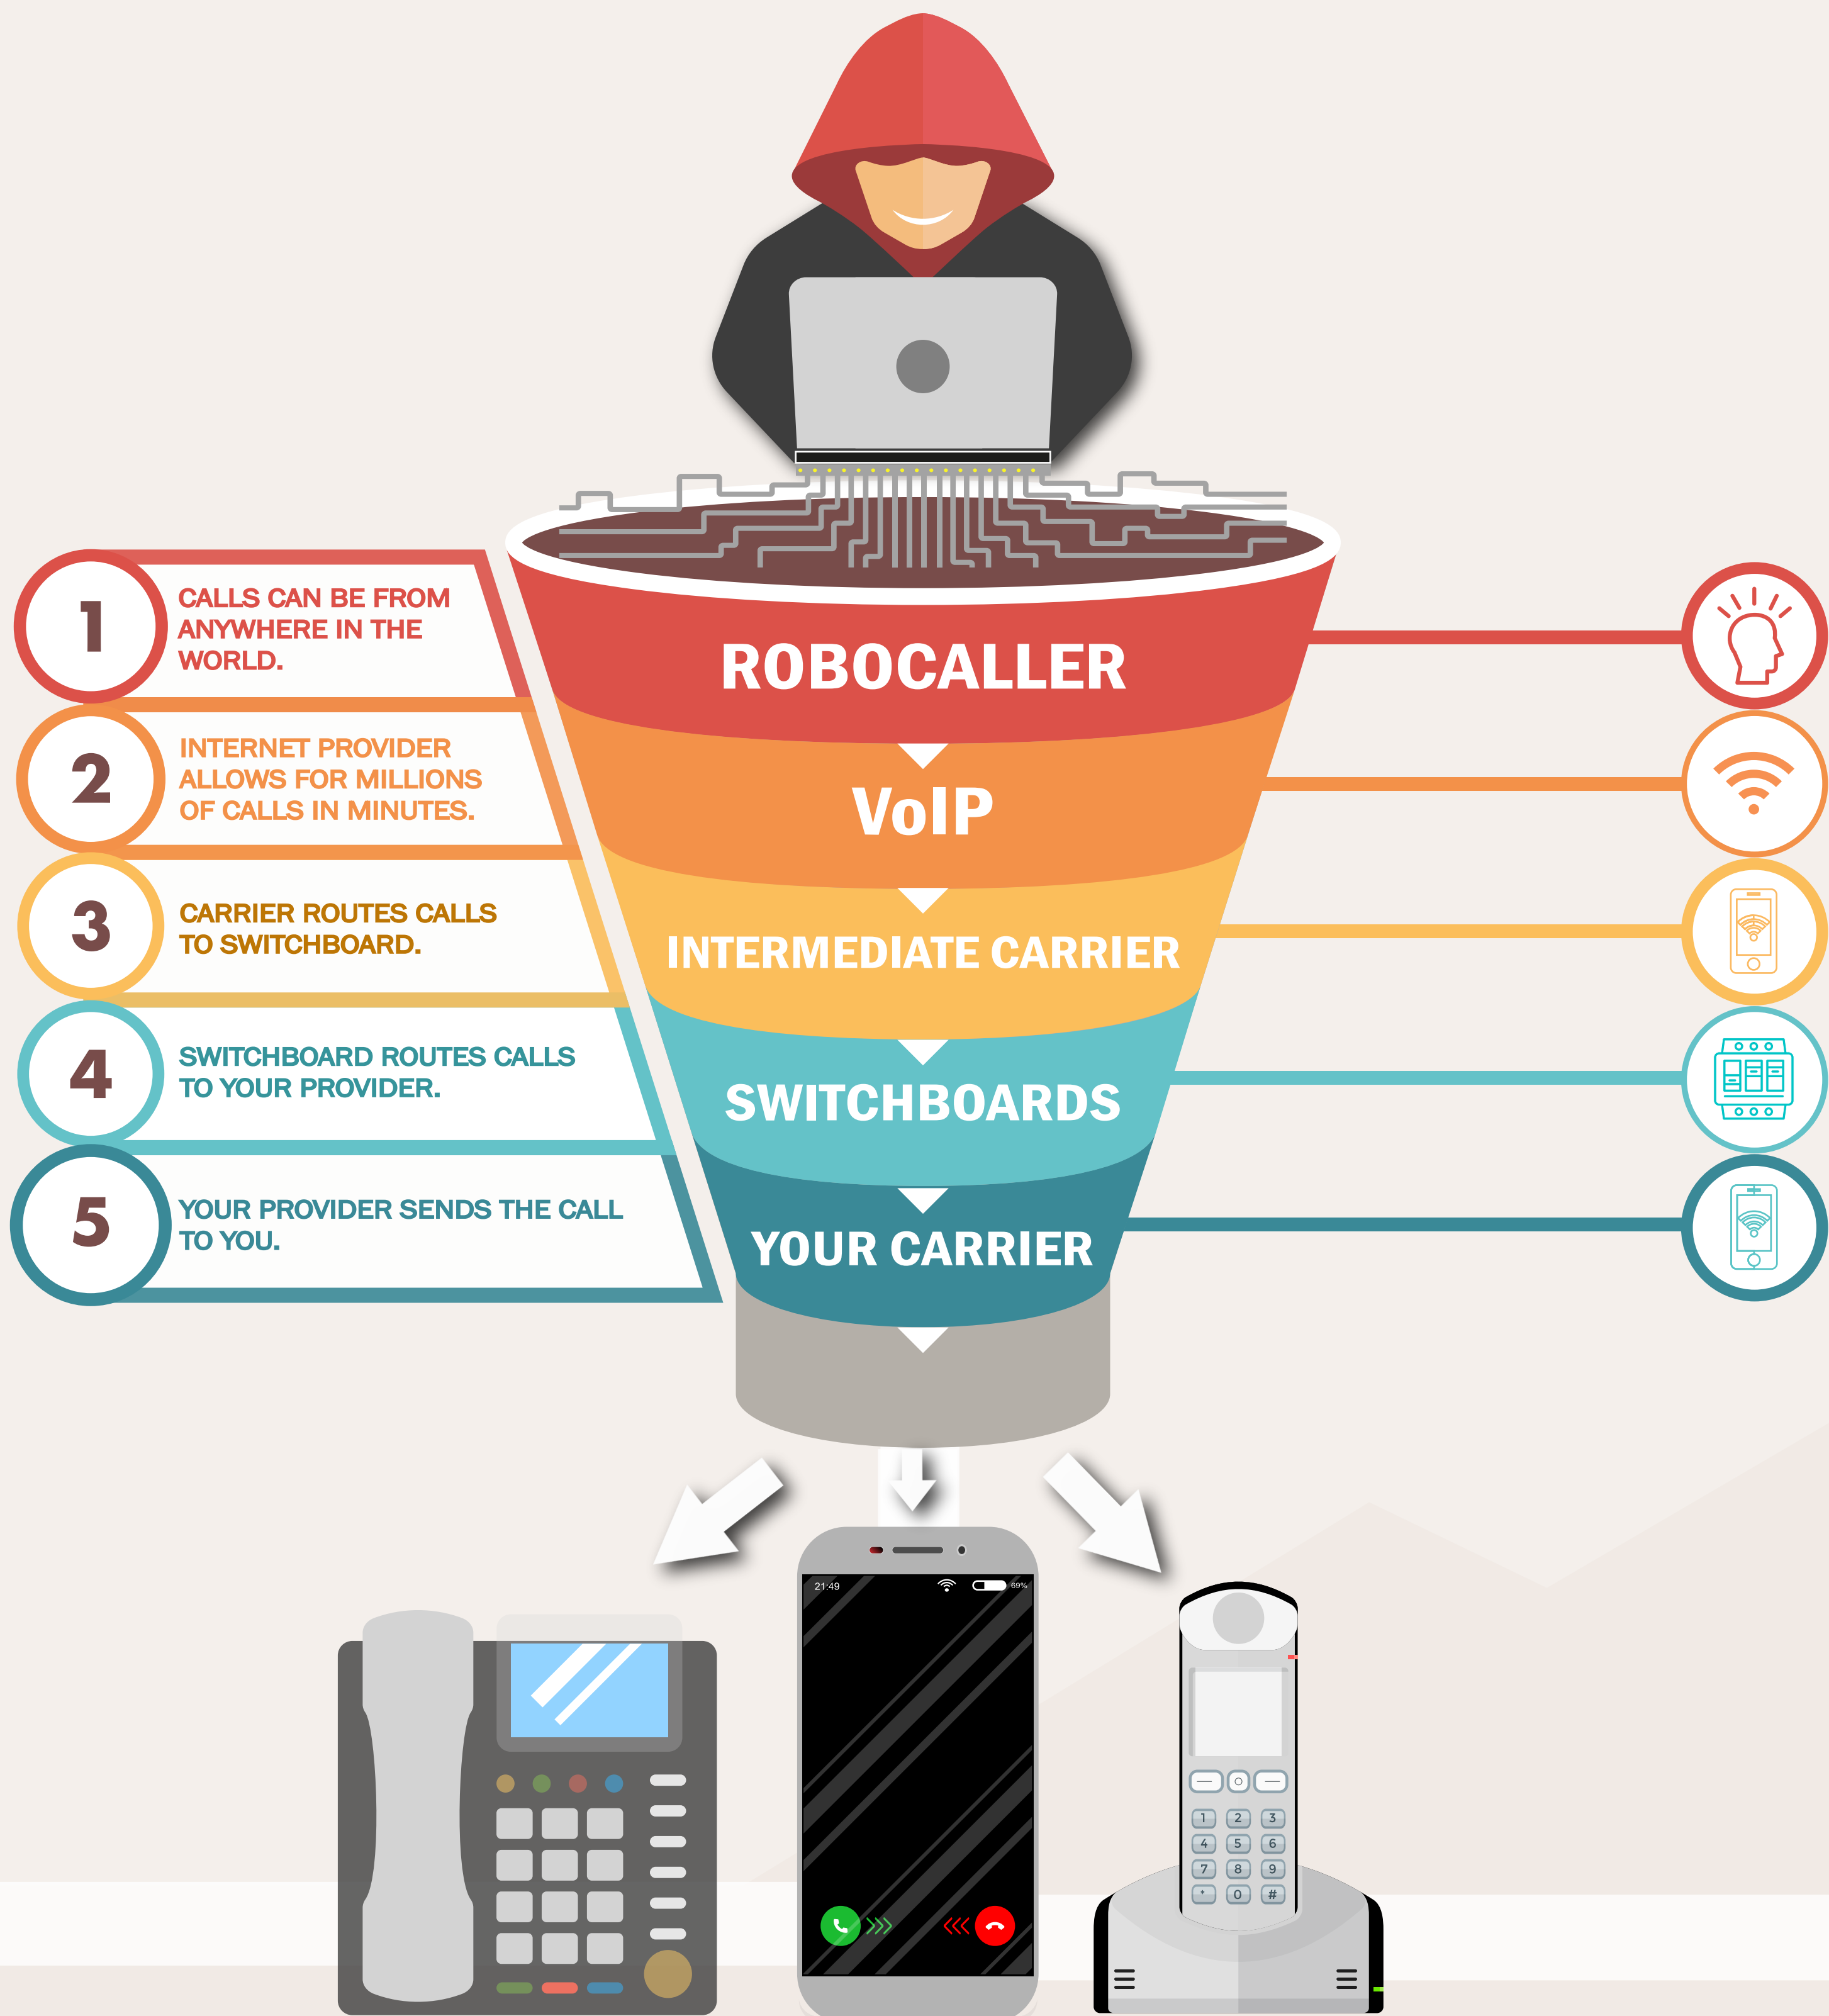 1
CALLS CAN BE FROM
ANYWHERE IN THE
WORLD.
ROBOCALLER
2
INTERNET PROVIDER
ALLOWS FOR MILLIONS
OF CALLS IN MINUTES.
VoIP
3
CARRIER ROUTES CALLS
TO SWITCHBOARD.
INTERMEDIATE CARRIER
4
SWITCHBOARD ROUTES CALLS
TO YOUR PROVIDER.
SWITCHBOARDS
5
YOUR PROVIDER SENDS THE CALL
TO YOU.
YOUR CARRIER
21:49 69%
1 2 3
4 5 6
7 8 9
* 0 #